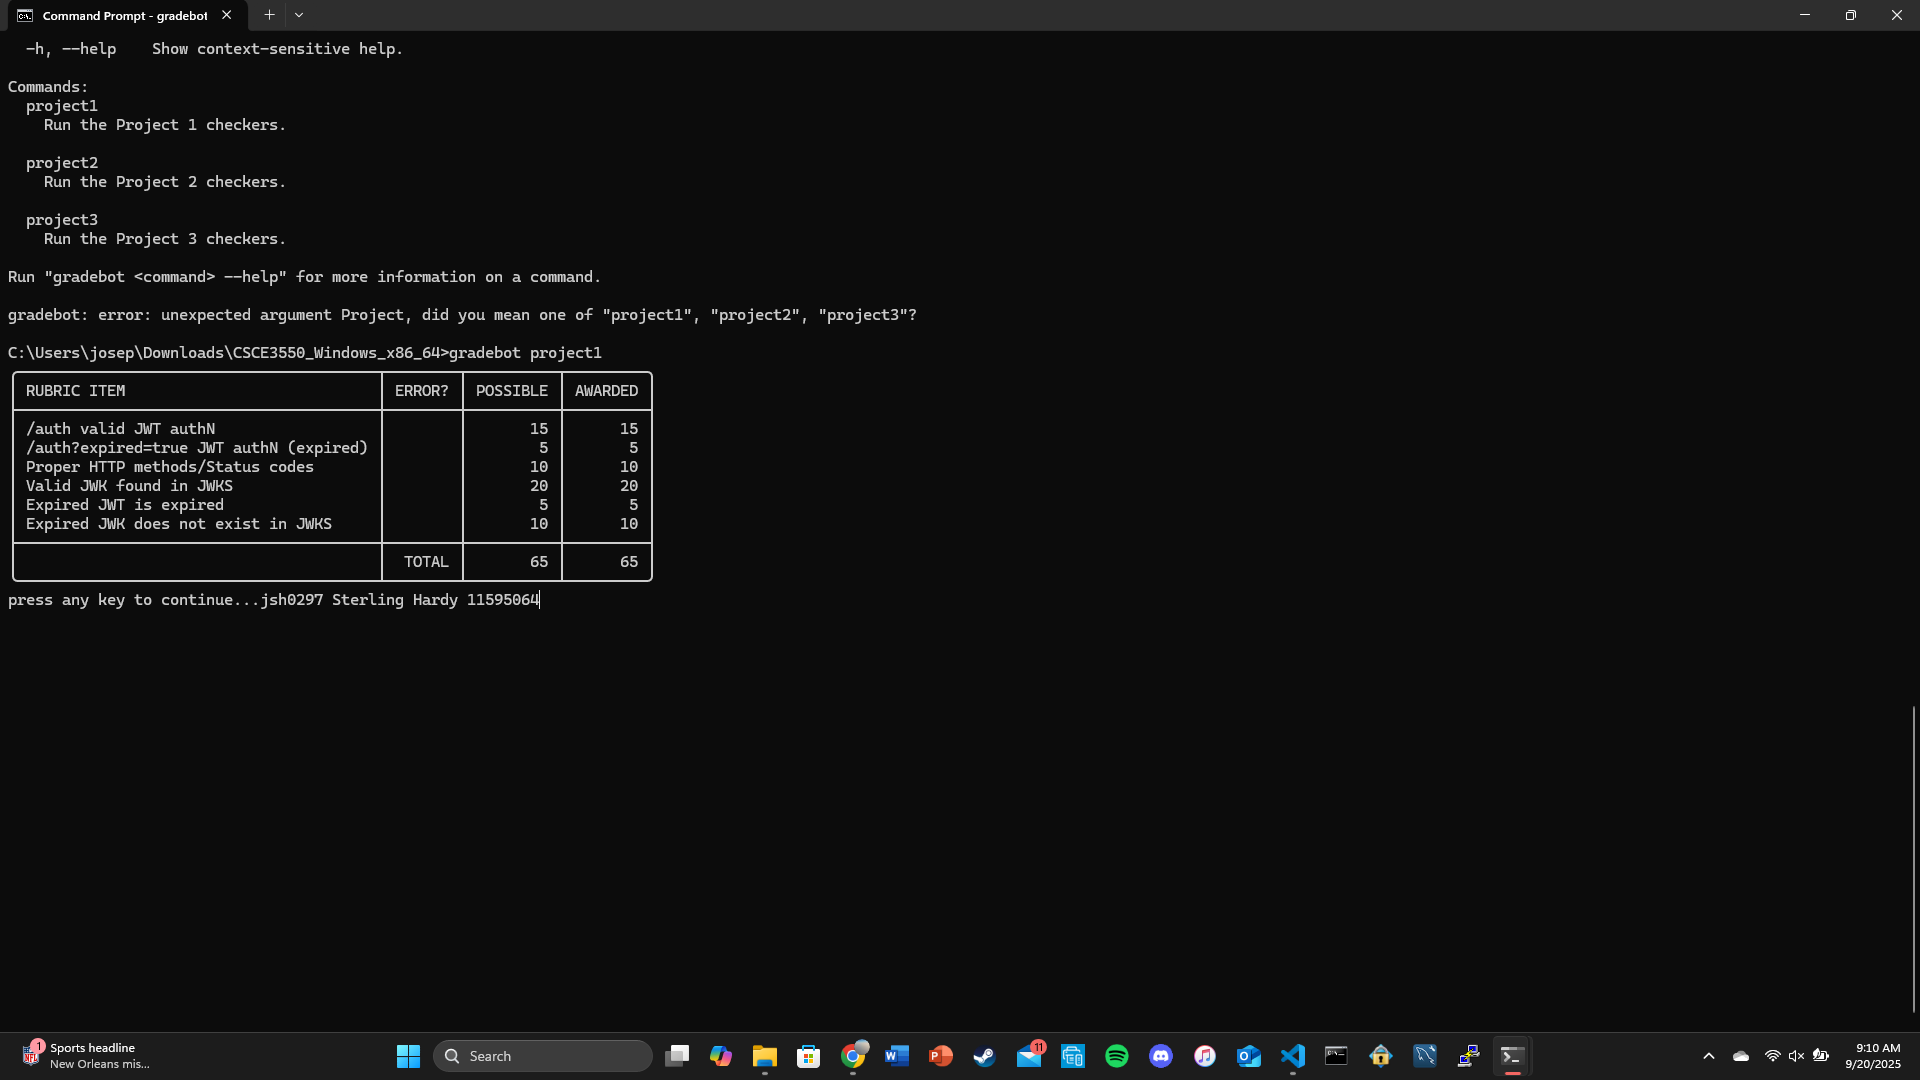 Command Prompt - gradebot
-h, --help    Show context-sensitive help.
Commands:
project1
Run the Project 1 checkers.
project2
Run the Project 2 checkers.
project3
Run the Project 3 checkers.
Run "gradebot <command> --help" for more information on a command.
gradebot: error: unexpected argument Project, did you mean one of "project1", "project2", "project3"?
C:\Users\josep\Downloads\CSCE3550_Windows_x86_64>gradebot project1
RUBRIC ITEM ERROR? POSSIBLE AWARDED
/auth valid JWT authN 15 15
/auth?expired=true JWT authN (expired) 5 5
Proper HTTP methods/Status codes 10 10
Valid JWK found in JWKS 20 20
Expired JWT is expired 5 5
Expired JWK does not exist in JWKS 10 10
TOTAL 65 65
press any key to continue...jsh0297 Sterling Hardy 11595064
1
NFL
Sports headline
New Orleans mis...
Search
11
9:10 AM
9/20/2025